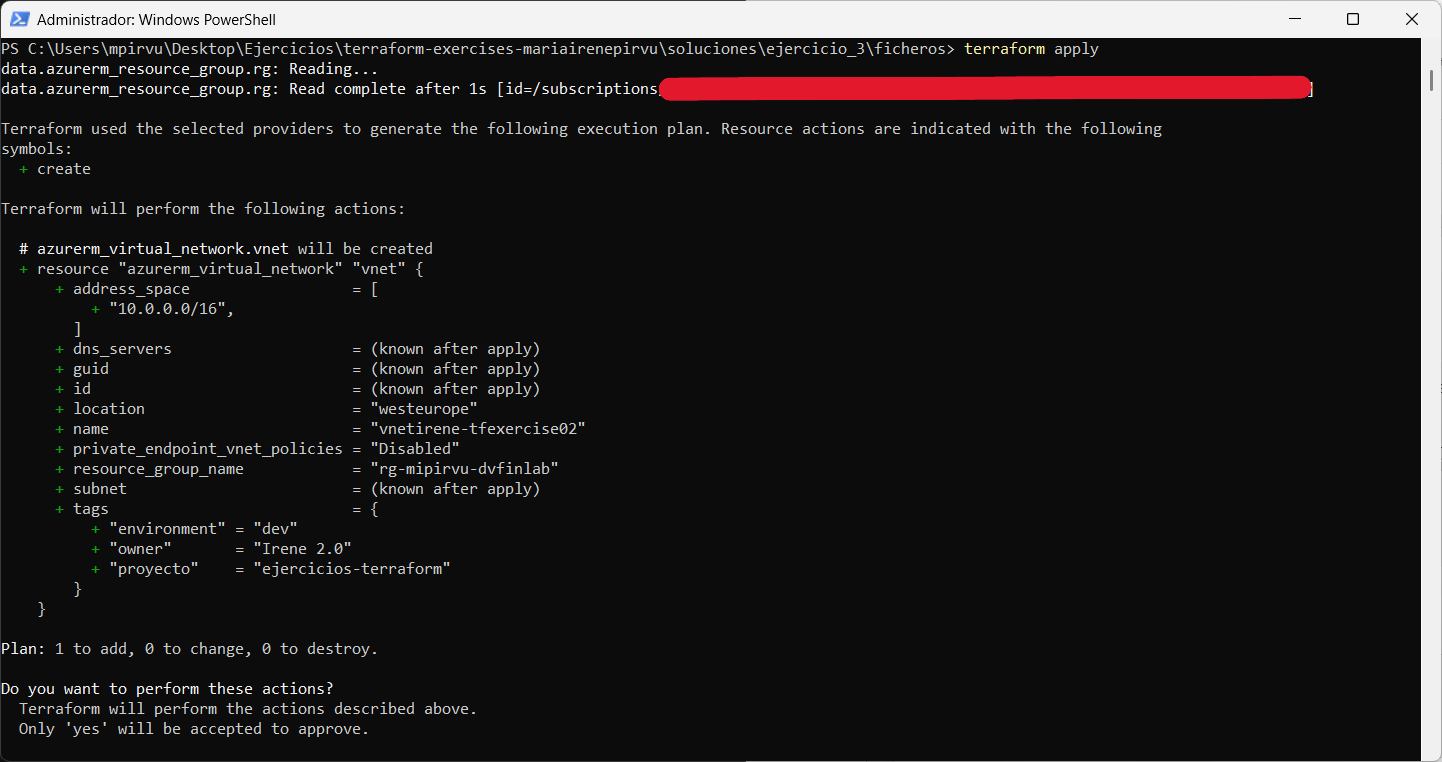 Administrador: Windows PowerShell
PS C:\Users\mpirvu\Desktop\Ejercicios\terraform-exercises-mariairenepirvu\soluciones\ejercicio_3\ficheros> terraform apply
data.azurerm_resource_group.rg: Reading...
data.azurerm_resource_group.rg: Read complete after 1s [id=/subscriptions ]
Terraform used the selected providers to generate the following execution plan. Resource actions are indicated with the following
symbols:
  + create
Terraform will perform the following actions:
  # azurerm_virtual_network.vnet will be created
  + resource "azurerm_virtual_network" "vnet" {
      + address_space                  = [
          + "10.0.0.0/16",
        ]
      + dns_servers                    = (known after apply)
      + guid                           = (known after apply)
      + id                             = (known after apply)
      + location                       = "westeurope"
      + name                           = "vnetirene-tfexercise02"
      + private_endpoint_vnet_policies = "Disabled"
      + resource_group_name            = "rg-mipirvu-dvfinlab"
      + subnet                         = (known after apply)
      + tags                           = {
          + "environment" = "dev"
          + "owner"       = "Irene 2.0"
          + "proyecto"    = "ejercicios-terraform"
        }
    }
Plan: 1 to add, 0 to change, 0 to destroy.
Do you want to perform these actions?
  Terraform will perform the actions described above.
  Only 'yes' will be accepted to approve.